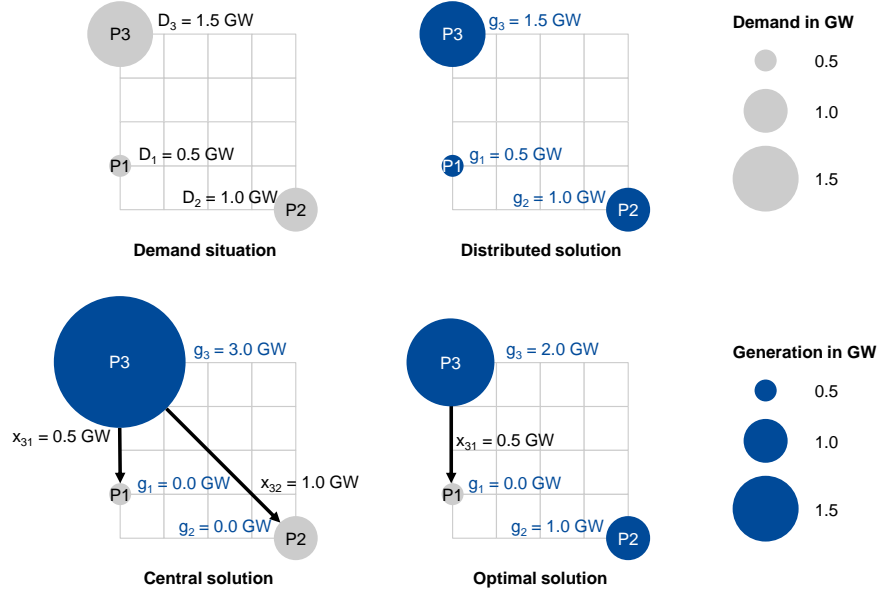 P3
D₃ = 1.5 GW
P1
D₁ = 0.5 GW
D₂ = 1.0 GW
P2
Demand situation
P3
g₃ = 1.5 GW
P1
g₁ = 0.5 GW
g₂ = 1.0 GW
P2
Distributed solution
Demand in GW
0.5
1.0
1.5
P3
g₃ = 3.0 GW
x₃₁ = 0.5 GW
P1
g₁ = 0.0 GW
x₃₂ = 1.0 GW
g₂ = 0.0 GW
P2
Central solution
P3
g₃ = 2.0 GW
x₃₁ = 0.5 GW
P1
g₁ = 0.0 GW
g₂ = 1.0 GW
P2
Optimal solution
Generation in GW
0.5
1.0
1.5